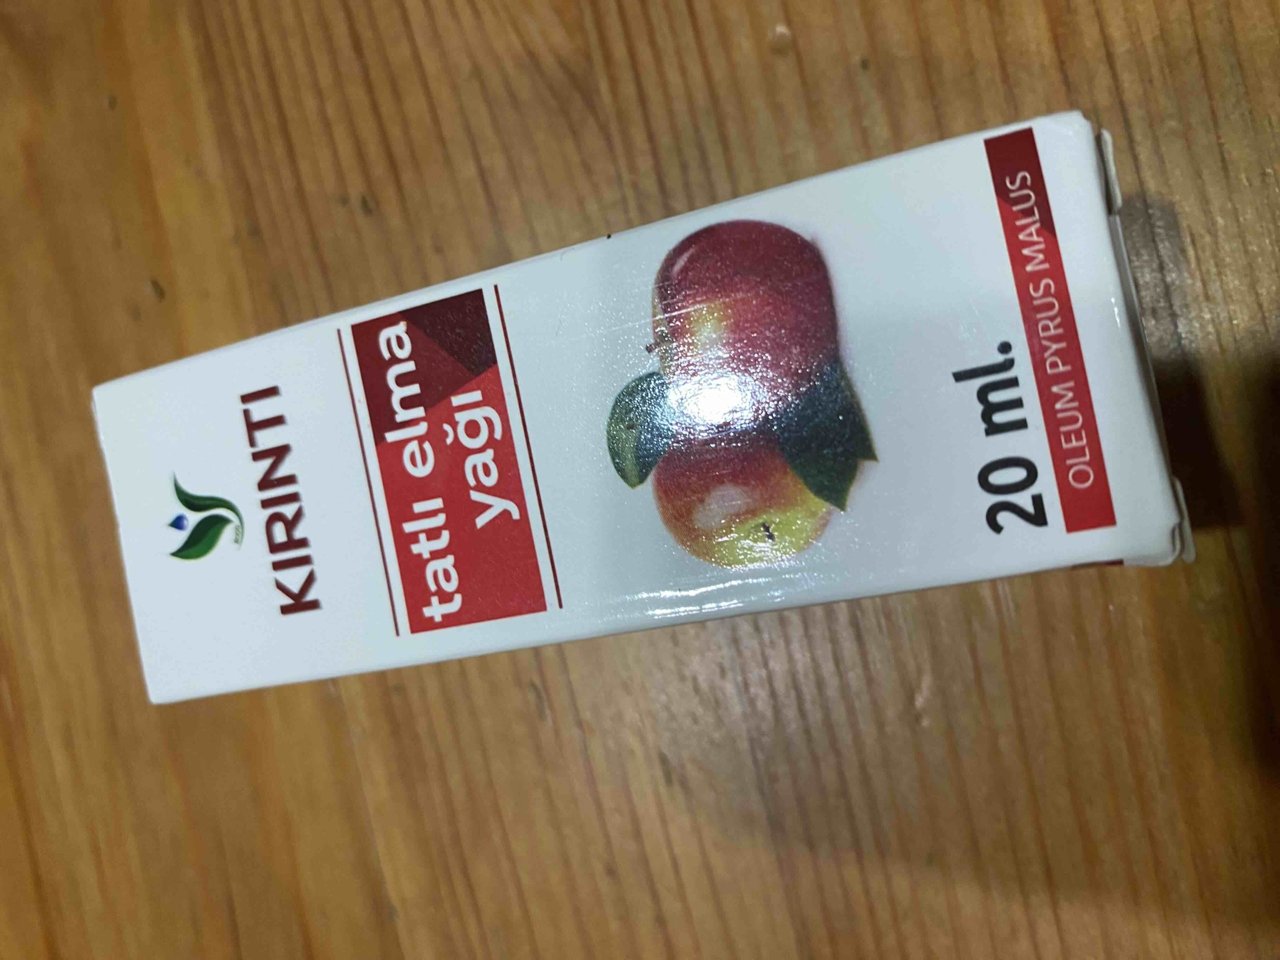 KIRINTI
tatlı elma
yağı
20 ml.
OLEUM PYRUS MALUS